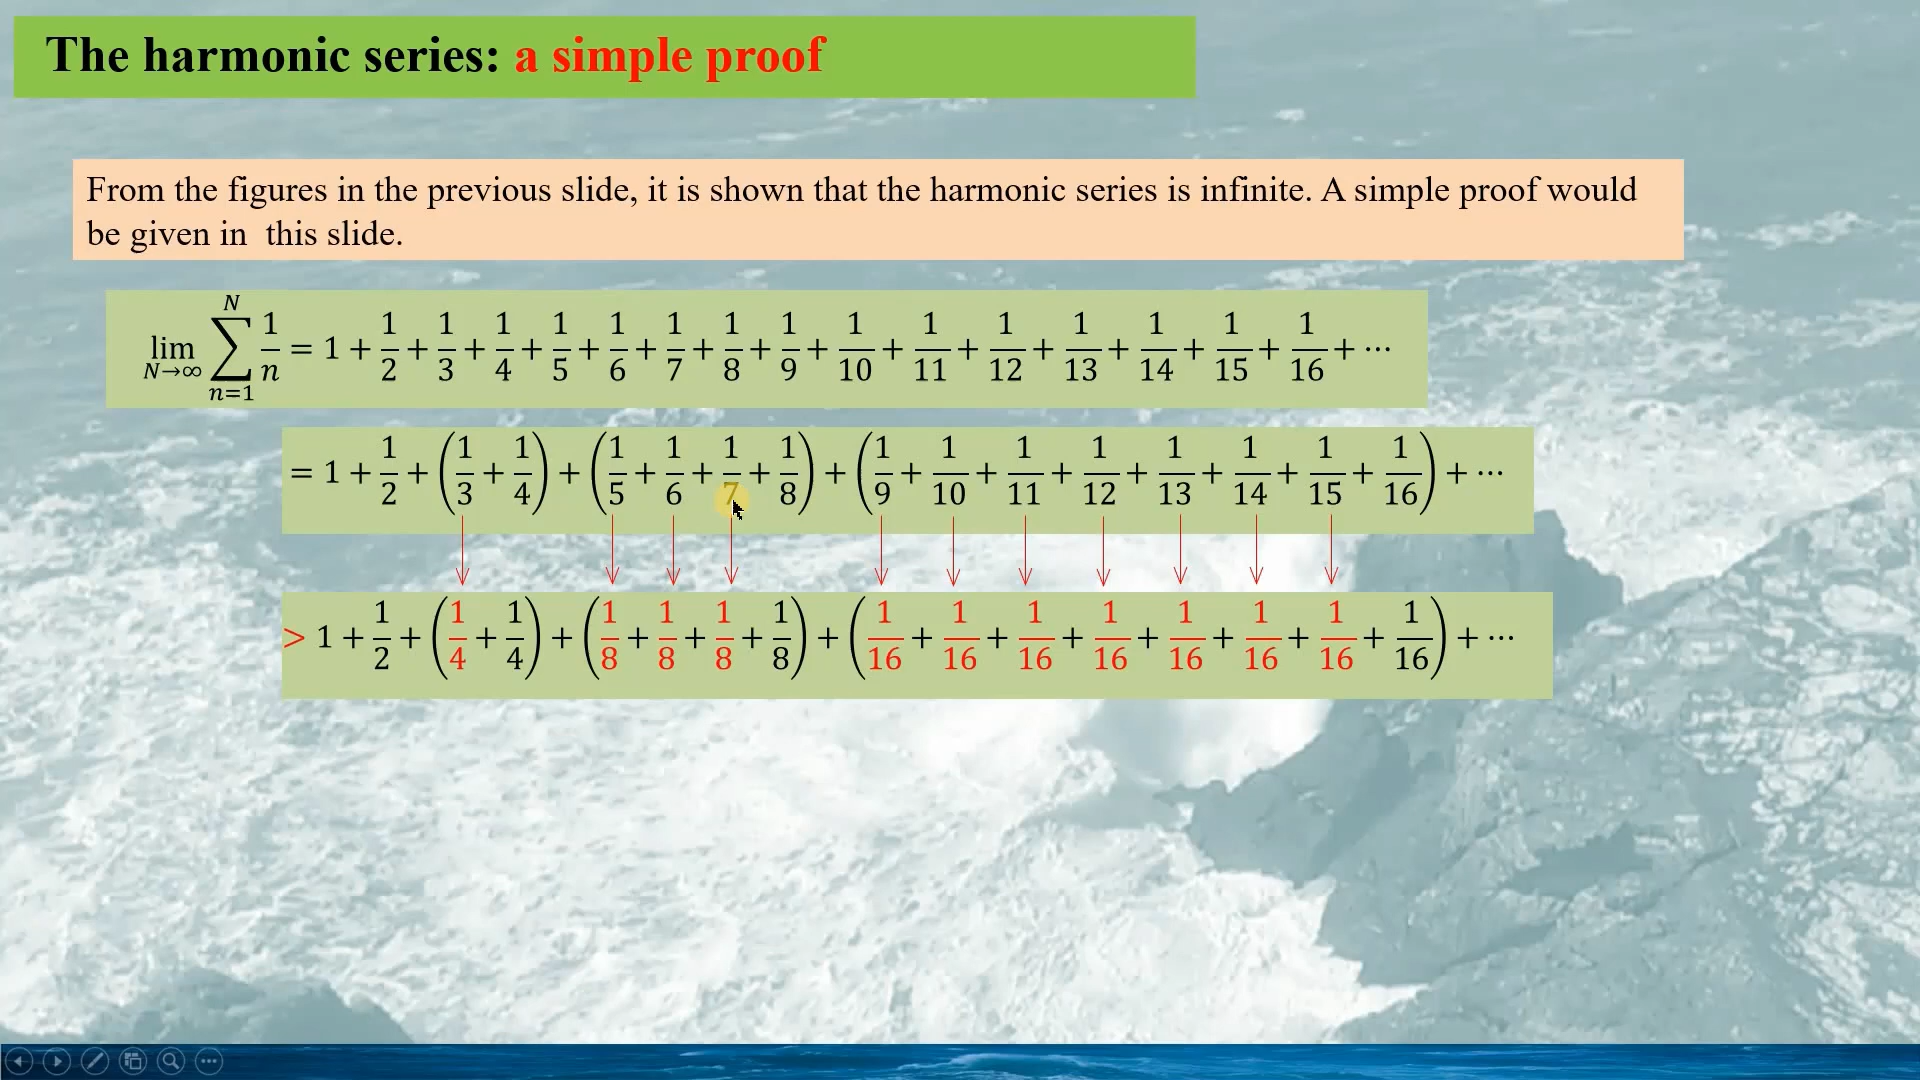 The harmonic series: a simple proof
From the figures in the previous slide, it is shown that the harmonic series is infinite. A simple proof would
be given in  this slide.
lim_{N→∞} ∑_{n=1}^{N} 1/n = 1 + 1/2 + 1/3 + 1/4 + 1/5 + 1/6 + 1/7 + 1/8 + 1/9 + 1/10 + 1/11 + 1/12 + 1/13 + 1/14 + 1/15 + 1/16 + ⋯
= 1 + 1/2 + (1/3 + 1/4) + (1/5 + 1/6 + 1/7 + 1/8) + (1/9 + 1/10 + 1/11 + 1/12 + 1/13 + 1/14 + 1/15 + 1/16) + ⋯
> 1 + 1/2 + (1/4 + 1/4) + (1/8 + 1/8 + 1/8 + 1/8) + (1/16 + 1/16 + 1/16 + 1/16 + 1/16 + 1/16 + 1/16 + 1/16) + ⋯